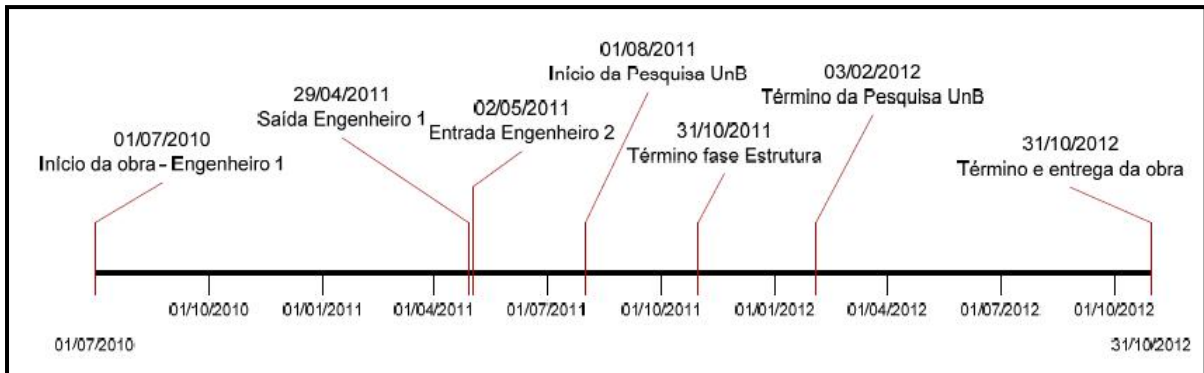 01/07/2010
Início da obra - Engenheiro 1
29/04/2011
Saída Engenheiro 1
02/05/2011
Entrada Engenheiro 2
01/08/2011
Início da Pesquisa UnB
31/10/2011
Término fase Estrutura
03/02/2012
Término da Pesquisa UnB
31/10/2012
Término e entrega da obra
01/10/2010
01/01/2011
01/04/2011
01/07/2011
01/10/2011
01/01/2012
01/04/2012
01/07/2012
01/10/2012
01/07/2010
31/10/2012